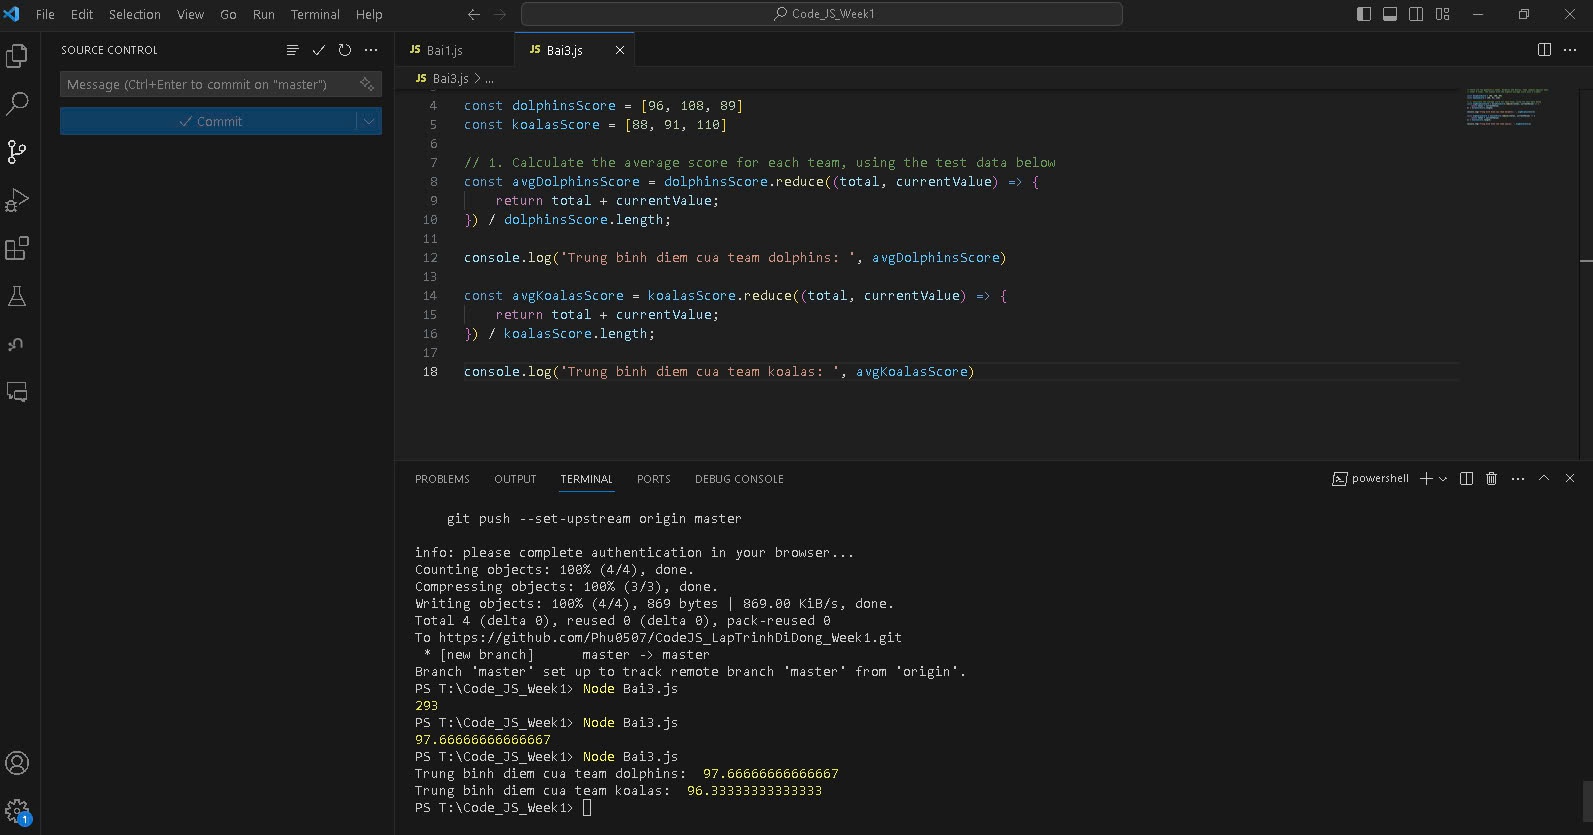 File Edit Selection View Go Run Terminal Help
Code_JS_Week1
SOURCE CONTROL
Message (Ctrl+Enter to commit on "master")
Commit
JS Bai1.js
JS Bai3.js
JS Bai3.js > ...
4 const dolphinsScore = [96, 108, 89]
5 const koalasScore = [88, 91, 110]
6
7 // 1. Calculate the average score for each team, using the test data below
8 const avgDolphinsScore = dolphinsScore.reduce((total, currentValue) => {
9 return total + currentValue;
10 }) / dolphinsScore.length;
11
12 console.log('Trung binh diem cua team dolphins: ', avgDolphinsScore)
13
14 const avgKoalasScore = koalasScore.reduce((total, currentValue) => {
15 return total + currentValue;
16 }) / koalasScore.length;
17
18 console.log('Trung binh diem cua team koalas: ', avgKoalasScore)
PROBLEMS OUTPUT TERMINAL PORTS DEBUG CONSOLE
powershell
git push --set-upstream origin master
info: please complete authentication in your browser...
Counting objects: 100% (4/4), done.
Compressing objects: 100% (3/3), done.
Writing objects: 100% (4/4), 869 bytes | 869.00 KiB/s, done.
Total 4 (delta 0), reused 0 (delta 0), pack-reused 0
To https://github.com/Phu0507/CodeJS_LapTrinhDiDong_Week1.git
* [new branch] master -> master
Branch 'master' set up to track remote branch 'master' from 'origin'.
PS T:\Code_JS_Week1> Node Bai3.js
293
PS T:\Code_JS_Week1> Node Bai3.js
97.66666666666667
PS T:\Code_JS_Week1> Node Bai3.js
Trung binh diem cua team dolphins:  97.66666666666667
Trung binh diem cua team koalas:  96.33333333333333
PS T:\Code_JS_Week1>
1